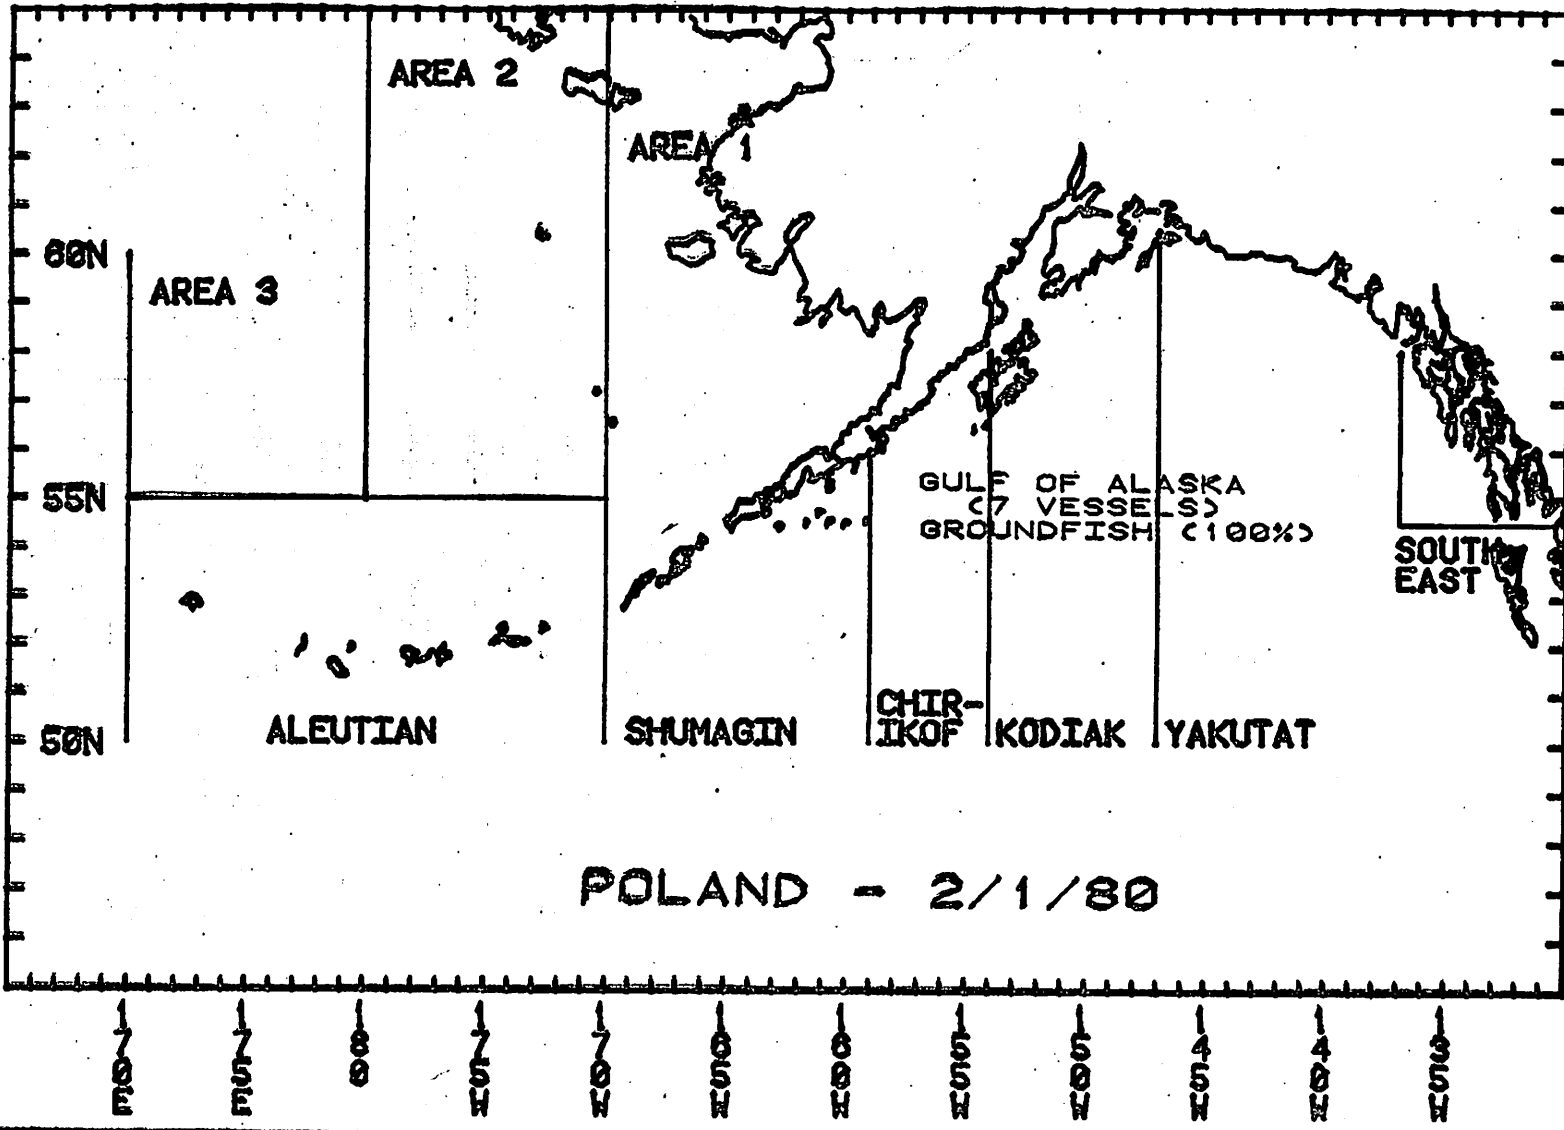 AREA 2
AREA 1
60N
AREA 3
GULF OF ALASKA
55N
(7 VESSELS)
GROUNDFISH (100%)
SOUTH
EAST
CHIR-
IKOF
50N
ALEUTIAN
SHUMAGIN
KODIAK
YAKUTAT
POLAND - 2/1/80
170E
175E
180
175W
170W
165W
160W
155W
150W
145W
140W
135W